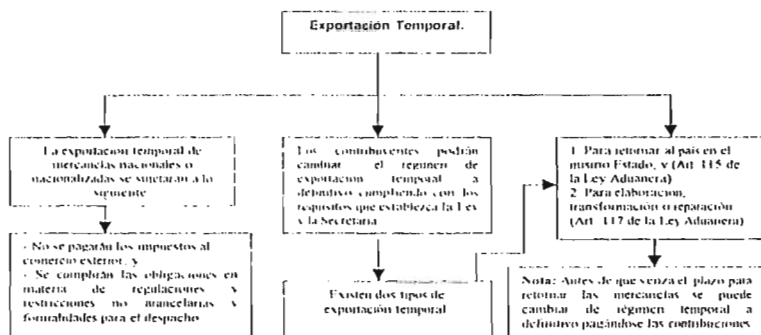 Exportación Temporal.
La exportación temporal de
mercancías nacionales o
nacionalizadas se sujetarán a lo
siguiente
- No se pagarán los impuestos al
comercio exterior, y
- Se cumplirán las obligaciones en
materia de regulaciones y
restricciones no arancelarias y
formalidades para el despacho
Los contribuyentes podrán
cambiar el régimen de
exportación temporal a
definitivo cumpliendo con los
requisitos que establezca la Ley
y la Secretaría
Existen dos tipos de
exportación temporal
1 Para retornar al país en el
mismo Estado, y (Art. 115 de
la Ley Aduanera)
2. Para elaboración,
transformación o reparación
(Art. 117 de la Ley Aduanera)
Nota: Antes de que venza el plazo para
retornar las mercancías se puede
cambiar de régimen temporal a
definitivo pagándose las contribuciones